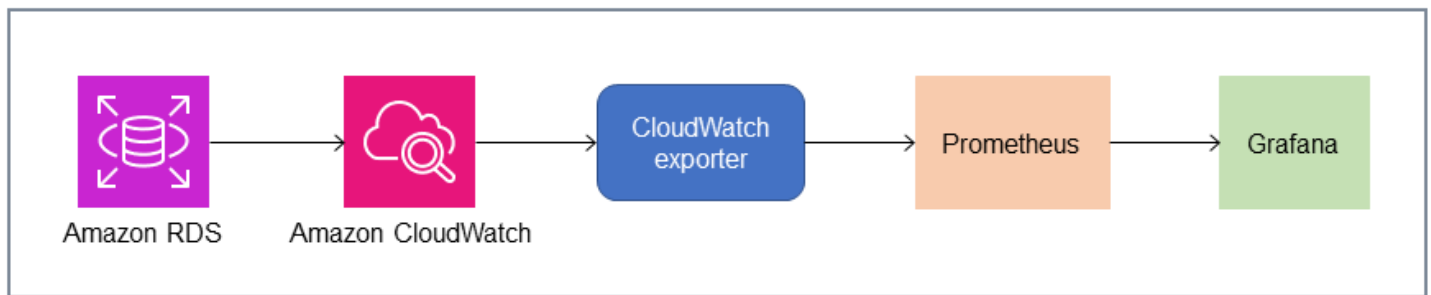 CloudWatch
exporter
Prometheus
Grafana
Amazon RDS
Amazon CloudWatch